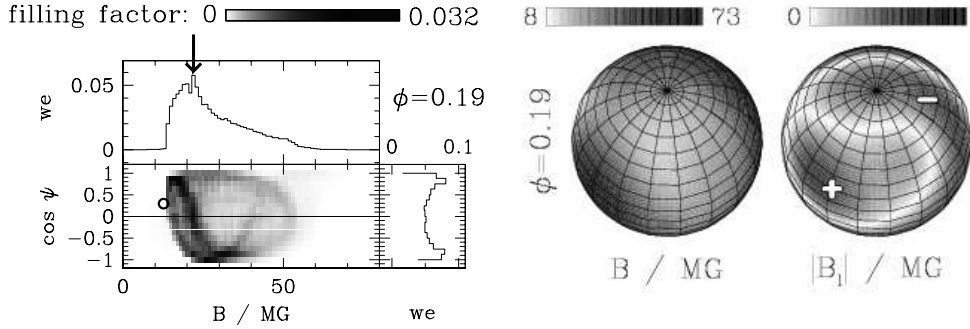 filling factor: 0 0.032
8 73 0
we
0.05
0
ϕ=0.19
0 0.1
cos ψ
1
0.5
0
−0.5
−1
0 50
B / MG
we
ϕ=0.19
−
+
B / MG
|B_l| / MG